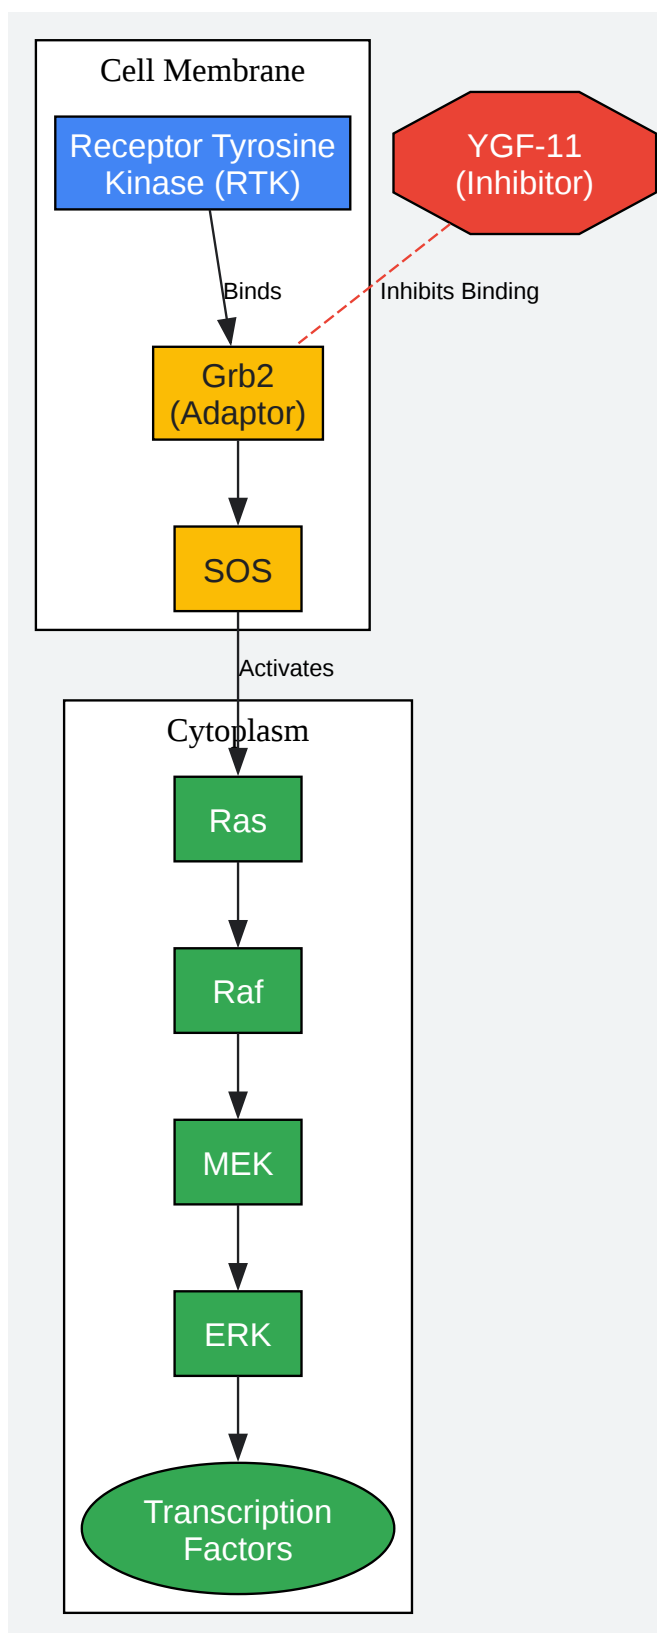 Cell Membrane
Receptor Tyrosine
Kinase (RTK)
YGF-11
(Inhibitor)
Binds
Inhibits Binding
Grb2
(Adaptor)
SOS
Activates
Cytoplasm
Ras
Raf
MEK
ERK
Transcription
Factors